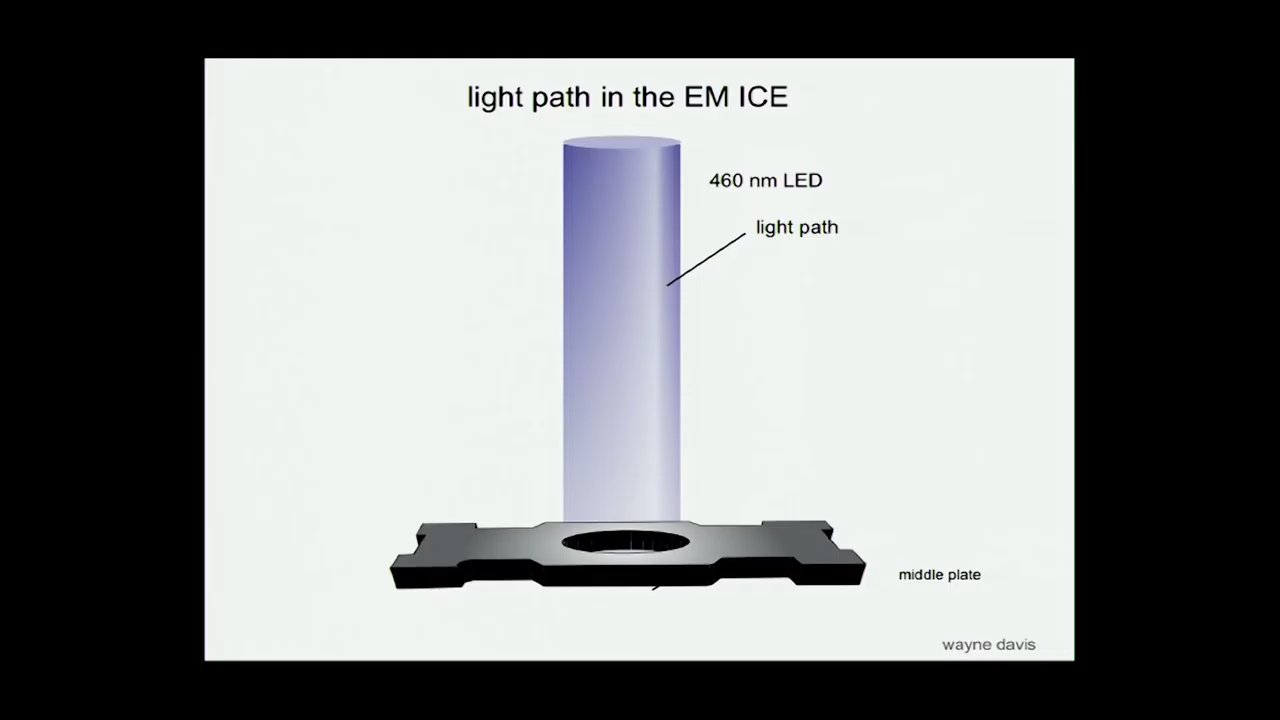 light path in the EM ICE
460 nm LED
light path
middle plate
wayne davis